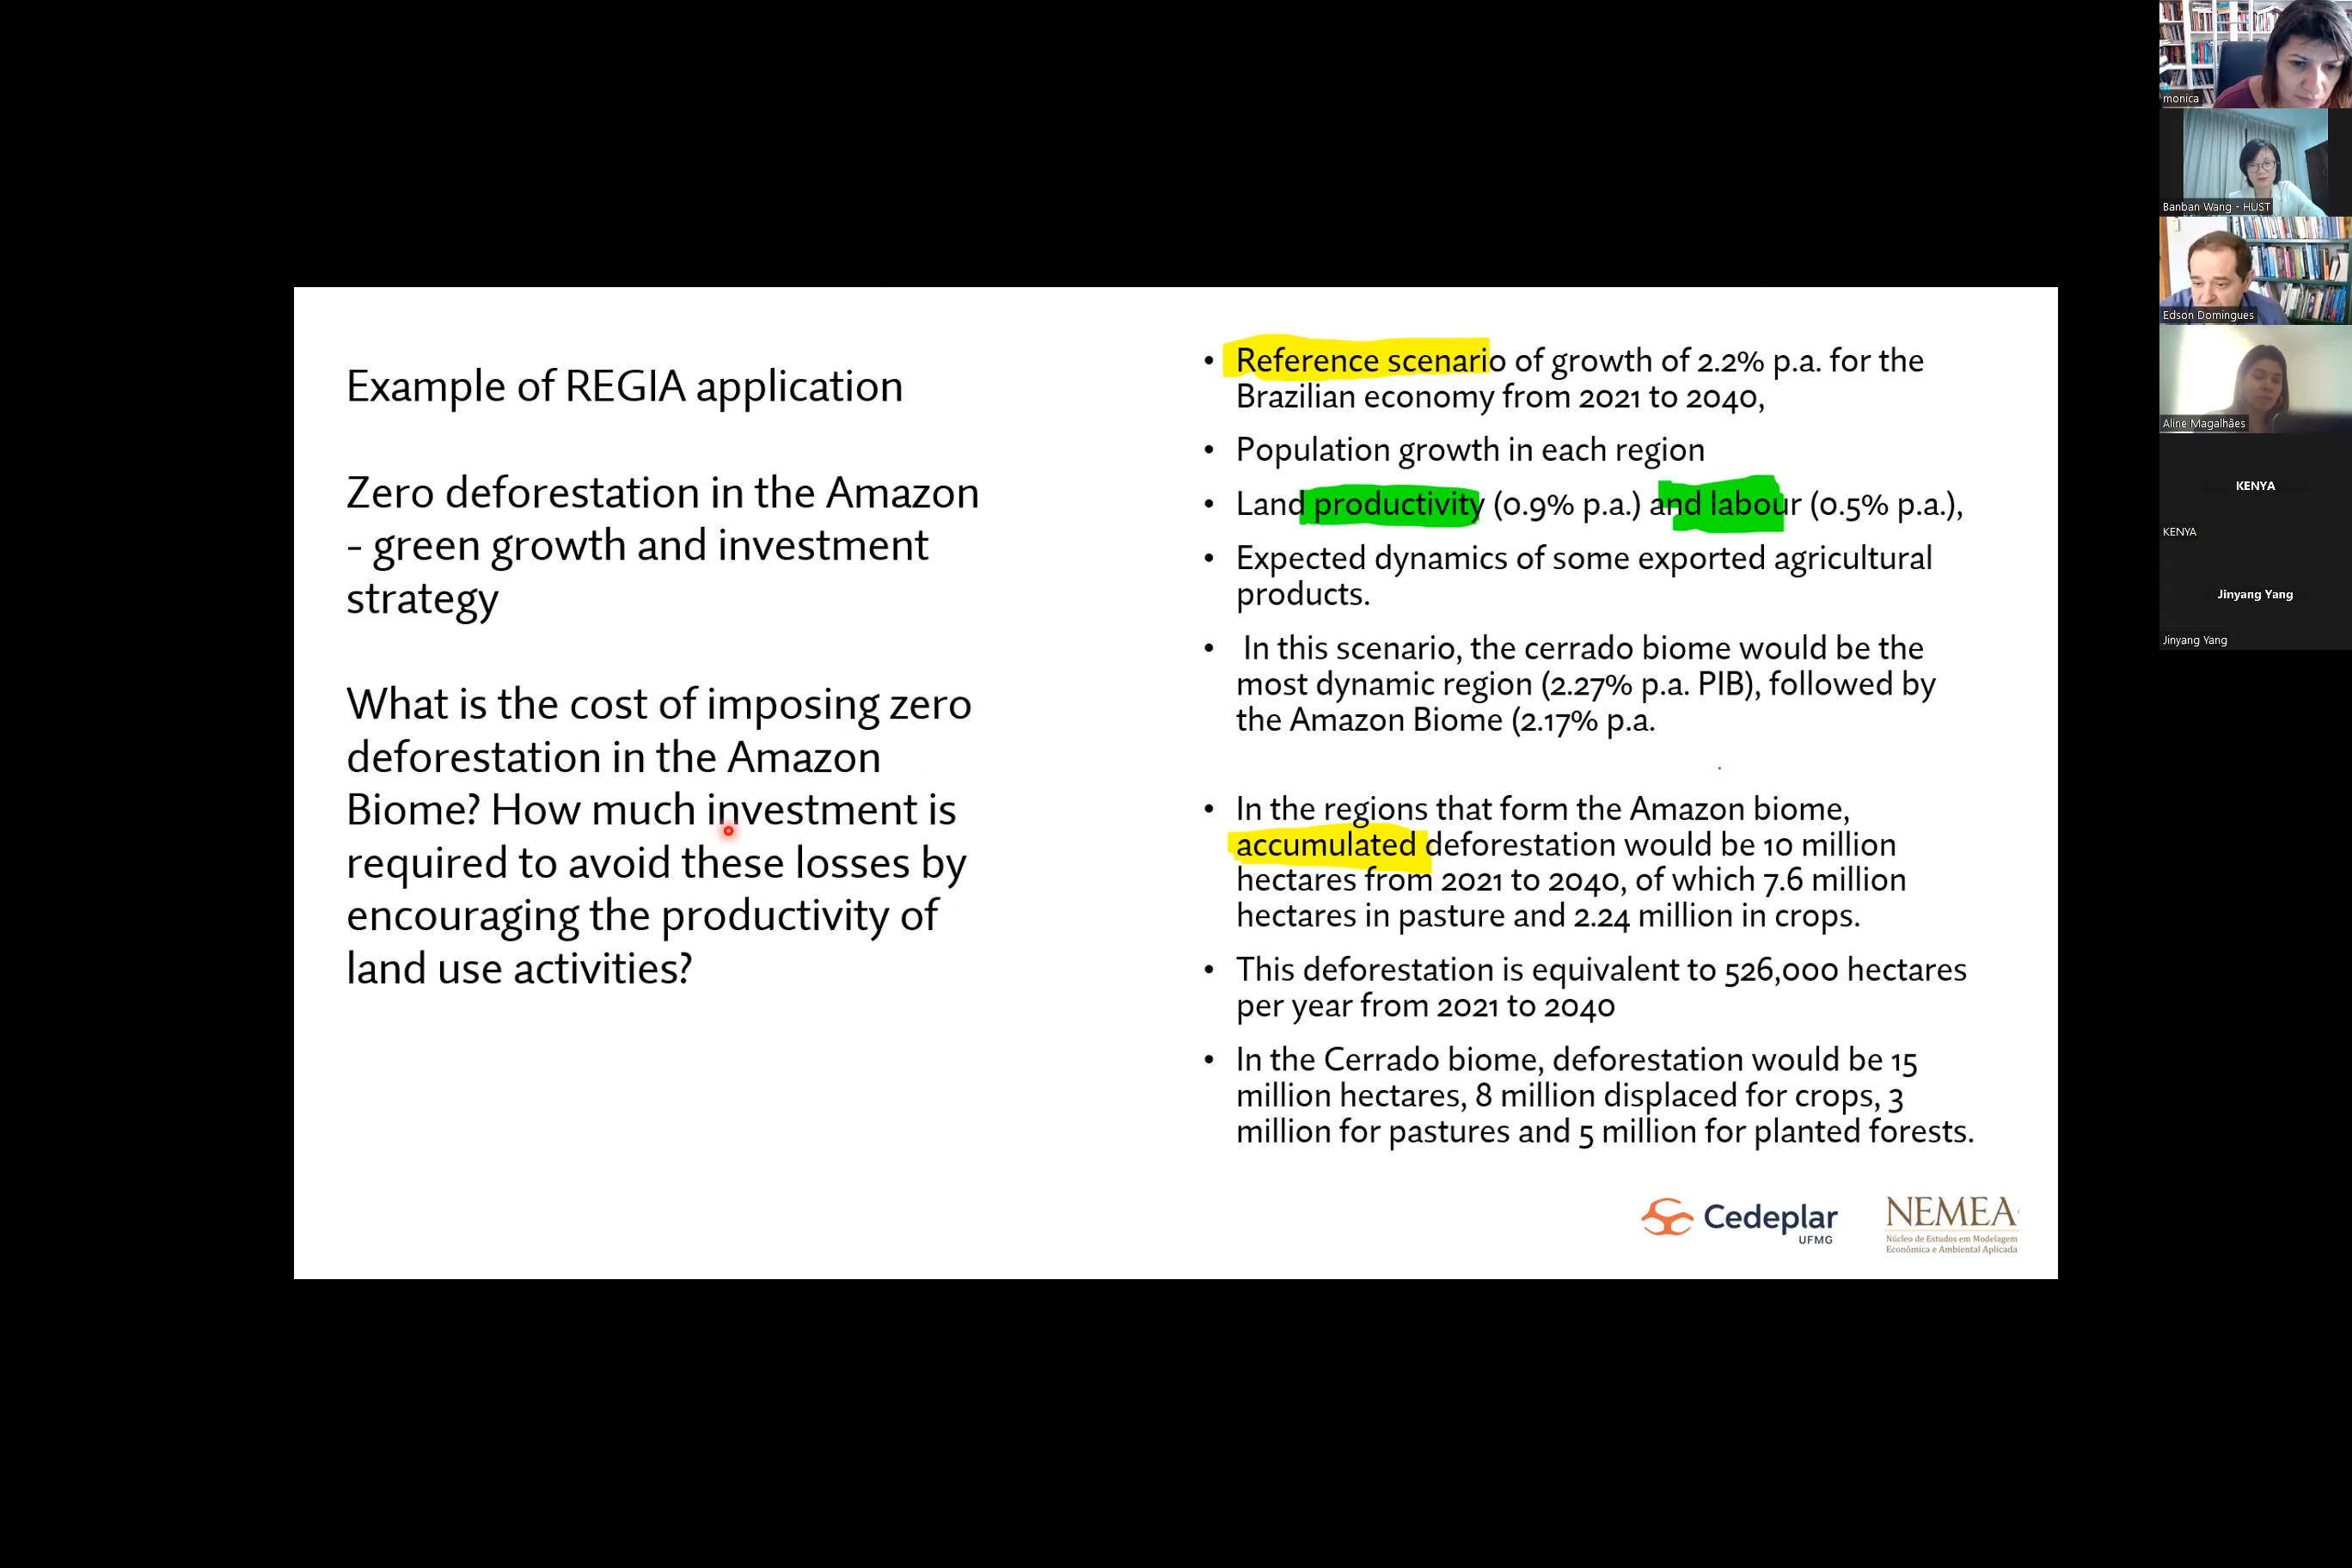 Example of REGIA application
Zero deforestation in the Amazon
- green growth and investment
strategy
What is the cost of imposing zero
deforestation in the Amazon
Biome? How much investment is
required to avoid these losses by
encouraging the productivity of
land use activities?
• Reference scenario of growth of 2.2% p.a. for the
Brazilian economy from 2021 to 2040,
• Population growth in each region
• Land productivity (0.9% p.a.) and labour (0.5% p.a.),
• Expected dynamics of some exported agricultural
products.
• In this scenario, the cerrado biome would be the
most dynamic region (2.27% p.a. PIB), followed by
the Amazon Biome (2.17% p.a.
• In the regions that form the Amazon biome,
accumulated deforestation would be 10 million
hectares from 2021 to 2040, of which 7.6 million
hectares in pasture and 2.24 million in crops.
• This deforestation is equivalent to 526,000 hectares
per year from 2021 to 2040
• In the Cerrado biome, deforestation would be 15
million hectares, 8 million displaced for crops, 3
million for pastures and 5 million for planted forests.
Cedeplar
UFMG
NEMEA
Núcleo de Estudos em Modelagem
Econômica e Ambiental Aplicada
monica
Banban Wang - HUST
Edson Domingues
Aline Magalhães
KENYA
KENYA
Jinyang Yang
Jinyang Yang